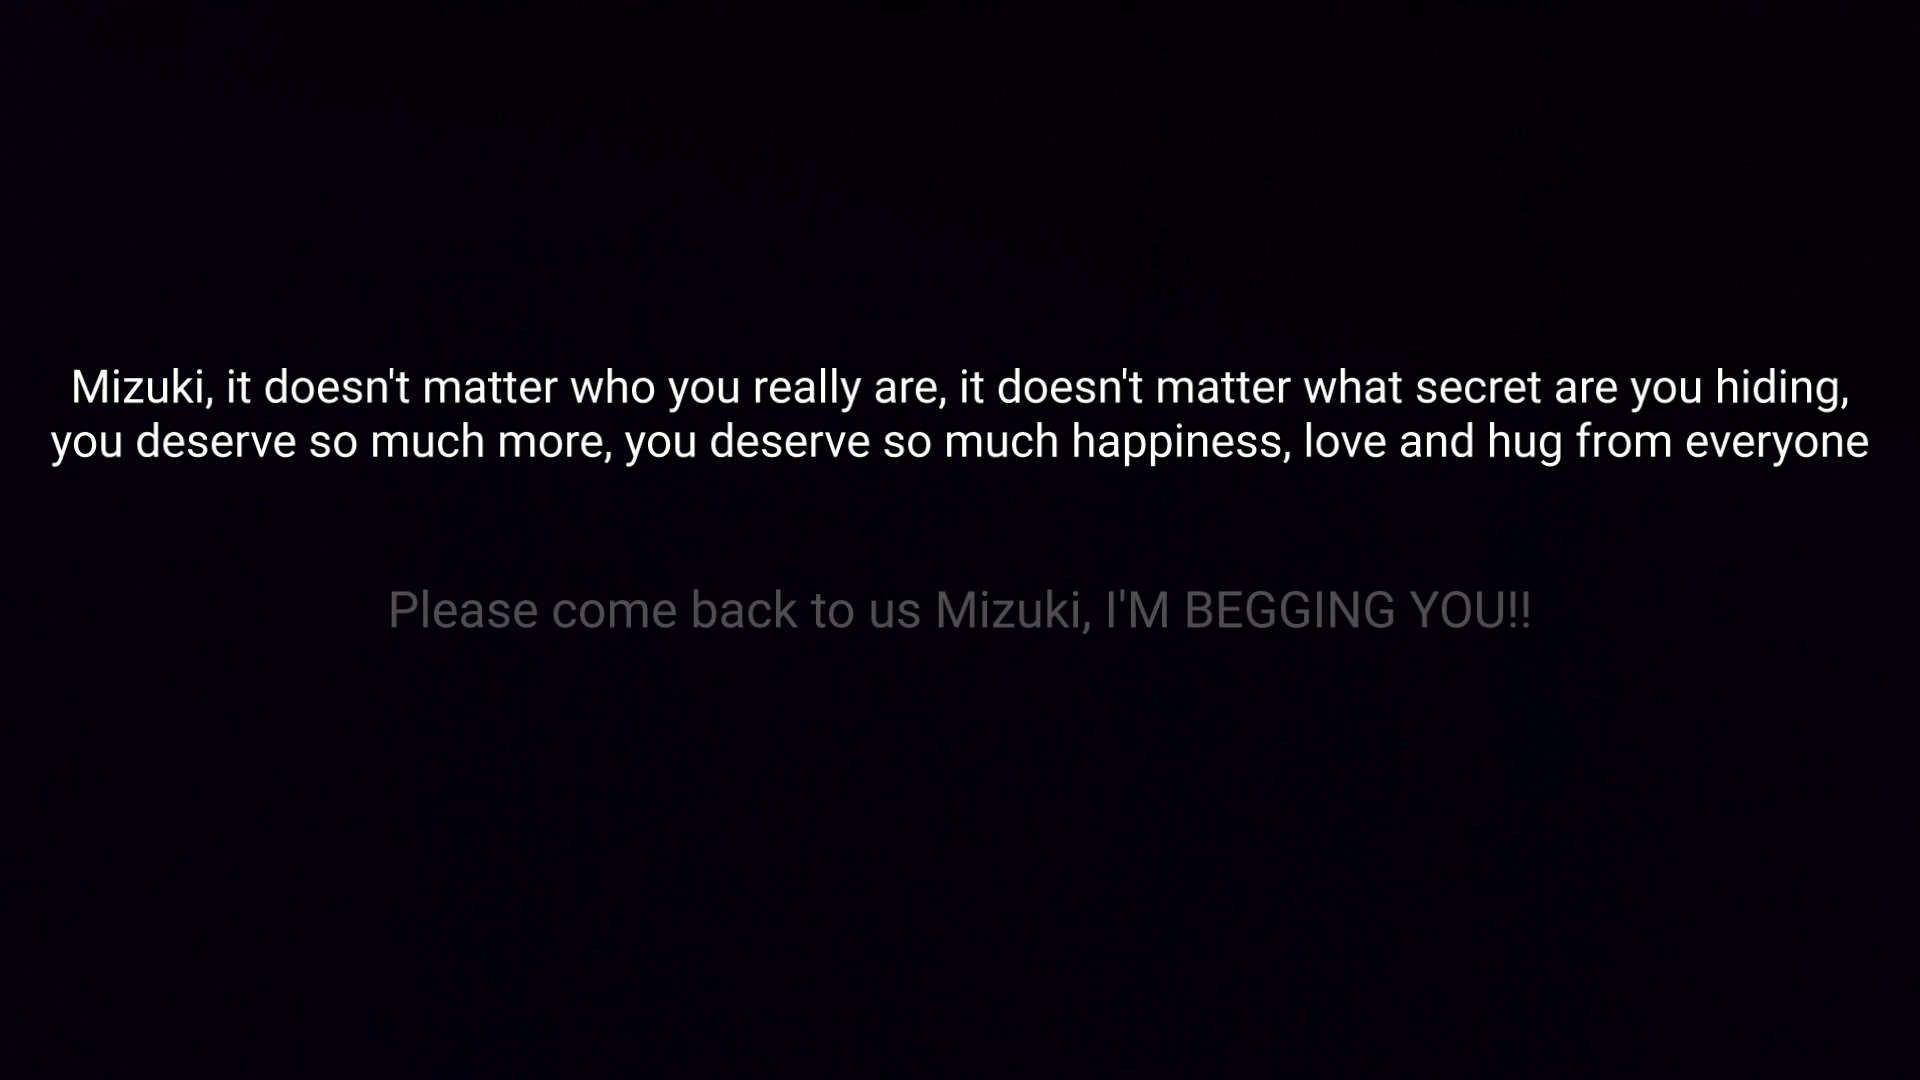 Mizuki, it doesn't matter who you really are, it doesn't matter what secret are you hiding,
you deserve so much more, you deserve so much happiness, love and hug from everyone
Please come back to us Mizuki, I'M BEGGING YOU!!